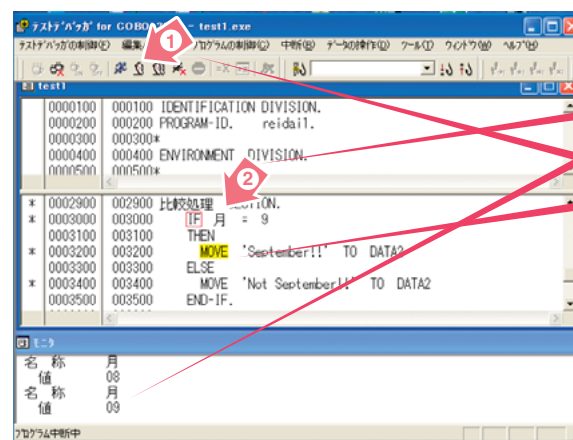 ﾃｽﾄﾃﾞﾊﾞｯｶﾞ for COBOL - test1.exe
ﾃｽﾄﾃﾞﾊﾞｯｶﾞの制御(C) 編集 ﾌﾟﾛｸﾞﾗﾑの制御(C) 中断(B) ﾃﾞｰﾀの操作(D) ﾂｰﾙ(T) ｳｨﾝﾄﾞｳ(W) ﾍﾙﾌﾟ(H)
1
test1
0000100 000100 IDENTIFICATION DIVISION.
0000200 000200 PROGRAM-ID. reidai1.
0000300 000300*
0000400 000400 ENVIRONMENT DIVISION.
0000500 000500*
2
* 0002900 002900 比較処理 SECTION.
* 0003000 003000 IF 月 = 9
0003100 003100 THEN
* 0003200 003200 MOVE 'September!!' TO DATA2
0003300 003300 ELSE
* 0003400 003400 MOVE 'Not September!!' TO DATA2
0003500 003500 END-IF.
ﾓﾆﾀ
名 称 月
値 08
名 称 月
値 09
ﾌﾟﾛｸﾞﾗﾑ中断中